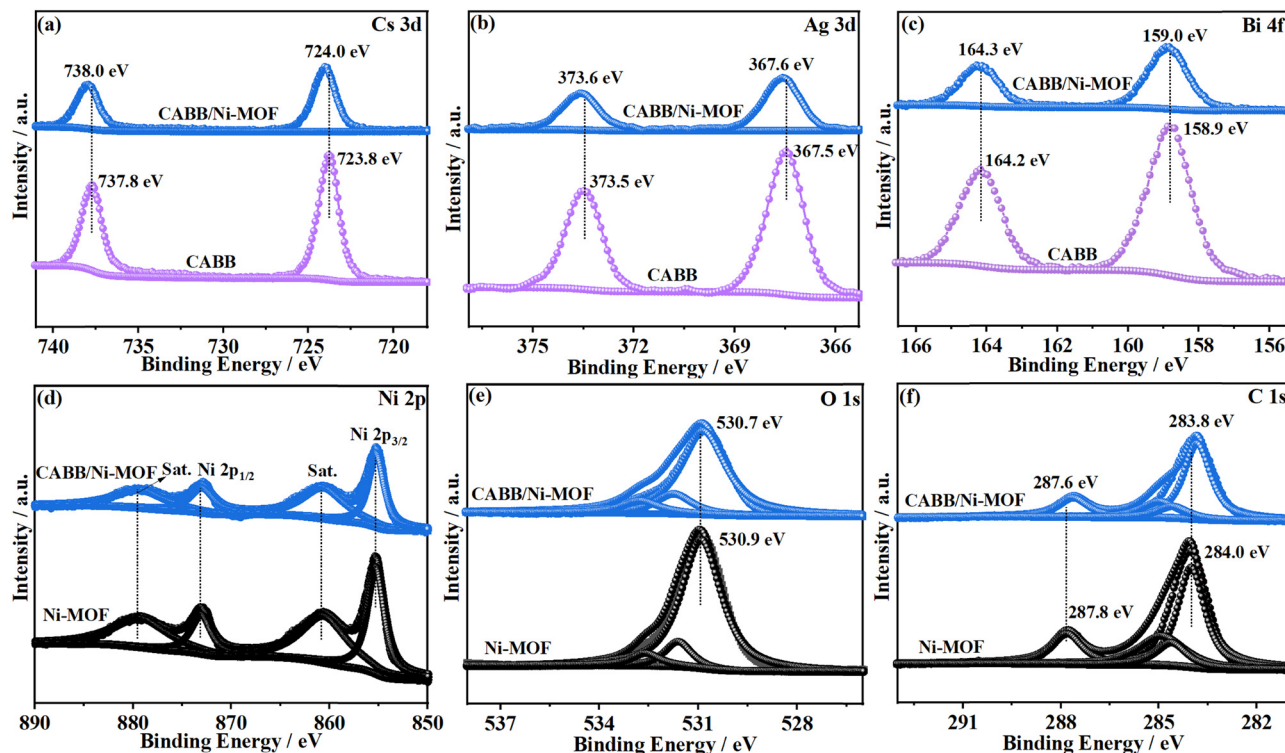 (a)
Cs 3d
738.0 eV
724.0 eV
CABB/Ni-MOF
737.8 eV
723.8 eV
CABB
Intensity / a.u.
740 735 730 725 720
Binding Energy / eV
(b)
Ag 3d
373.6 eV
367.6 eV
CABB/Ni-MOF
373.5 eV
367.5 eV
CABB
Intensity / a.u.
375 372 369 366
Binding Energy / eV
(c)
Bi 4f
164.3 eV
159.0 eV
CABB/Ni-MOF
164.2 eV
158.9 eV
CABB
Intensity / a.u.
166 164 162 160 158 156
Binding Energy / eV
(d)
Ni 2p
Ni 2p3/2
CABB/Ni-MOF
Sat.
Ni 2p1/2
Sat.
Ni-MOF
Intensity / a.u.
890 880 870 860 850
Binding Energy / eV
(e)
O 1s
530.7 eV
CABB/Ni-MOF
530.9 eV
Ni-MOF
Intensity / a.u.
537 534 531 528
Binding Energy / eV
(f)
C 1s
283.8 eV
287.6 eV
CABB/Ni-MOF
284.0 eV
287.8 eV
Ni-MOF
Intensity / a.u.
291 288 285 282
Binding Energy / eV